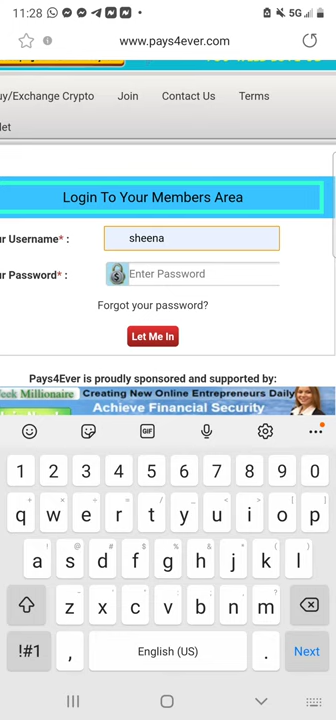 11:28
5G
www.pays4ever.com
uy/Exchange Crypto Join Contact Us Terms
let
Login To Your Members Area
r Username* : sheena
r Password* : Enter Password
Forgot your password?
Let Me In
Pays4Ever is proudly sponsored and supported by:
eek Millionaire Creating New Online Entrepreneurs Daily
Achieve Financial Security
GIF
1 2 3 4 5 6 7 8 9 0
q w e r t y u i o p
a s d f g h j k l
z x c v b n m
!#1 , English (US) . Next